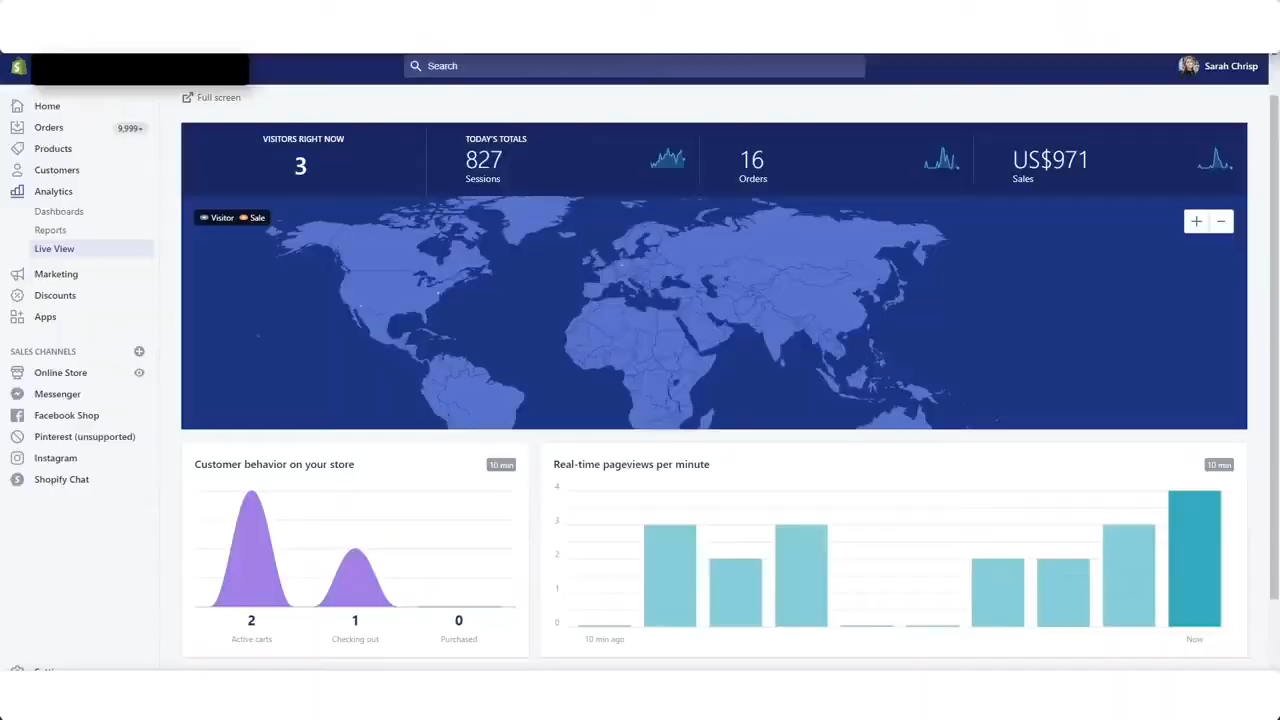 Search
Sarah Chrisp
Home
Orders 9,999+
Products
Customers
Analytics
Dashboards
Reports
Live View
Marketing
Discounts
Apps
SALES CHANNELS
Online Store
Messenger
Facebook Shop
Pinterest (unsupported)
Instagram
Shopify Chat
Full screen
VISITORS RIGHT NOW
3
TODAY'S TOTALS
827
Sessions
16
Orders
US$971
Sales
Visitor Sale
+ −
Customer behavior on your store 10 min
2 1 0
Active carts Checking out Purchased
Real-time pageviews per minute 10 min
4
3
2
1
0
10 min ago Now